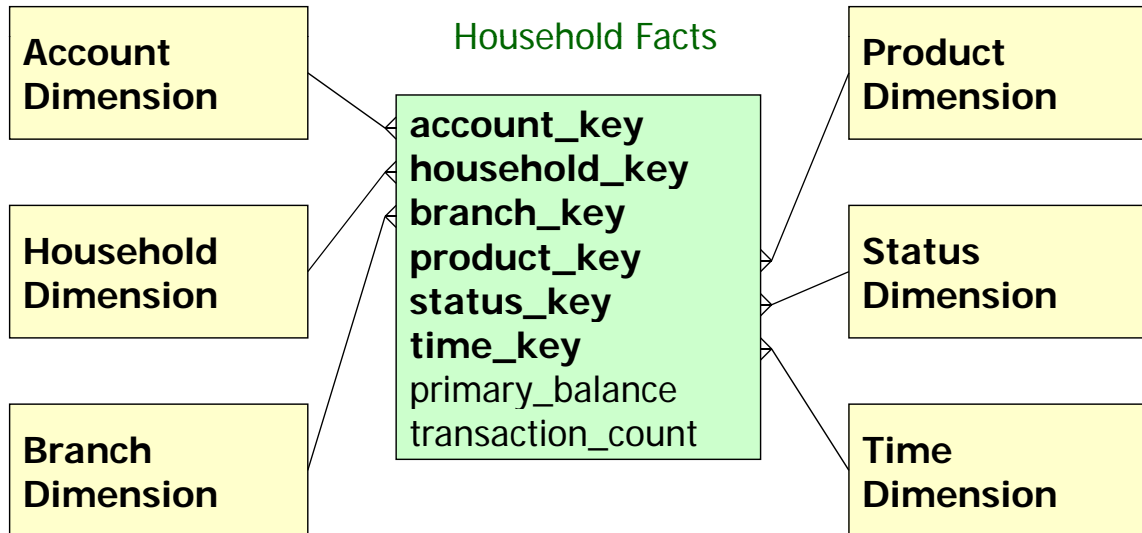 Account
Dimension
Household
Dimension
Branch
Dimension
Household Facts
account_key
household_key
branch_key
product_key
status_key
time_key
primary_balance
transaction_count
Product
Dimension
Status
Dimension
Time
Dimension